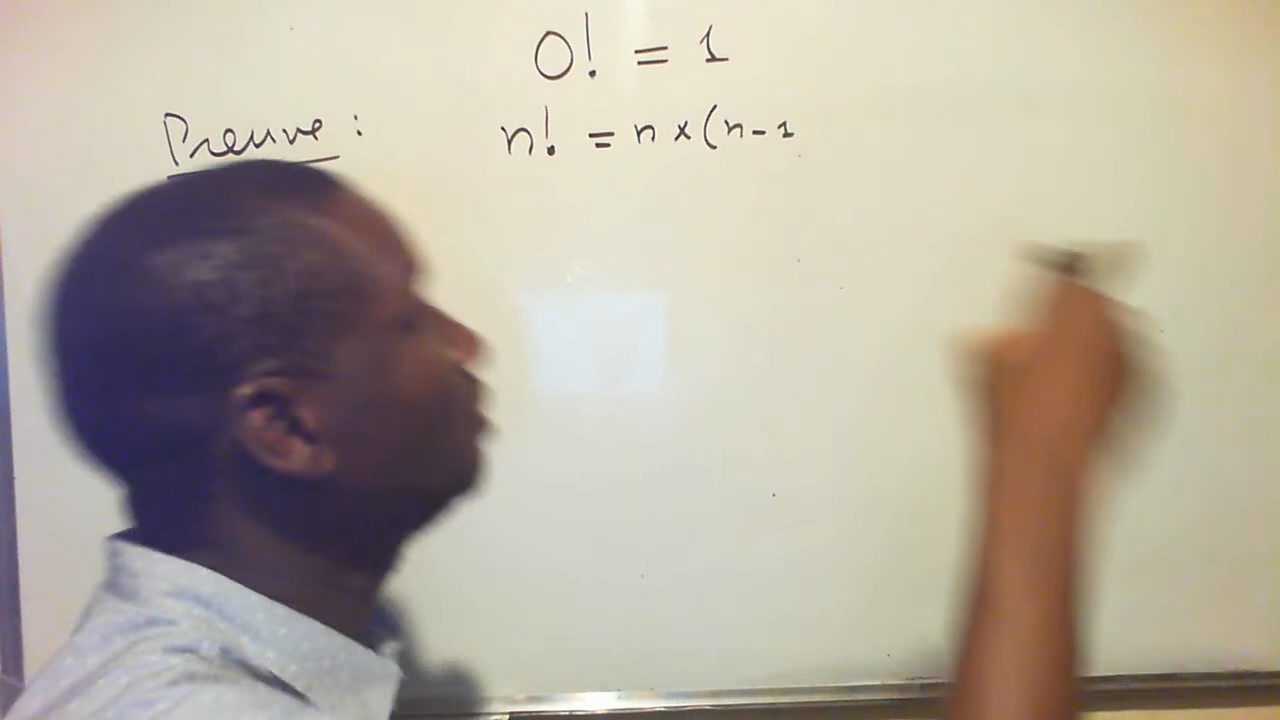 0! = 1
Preuve : n! = n × (n - 1